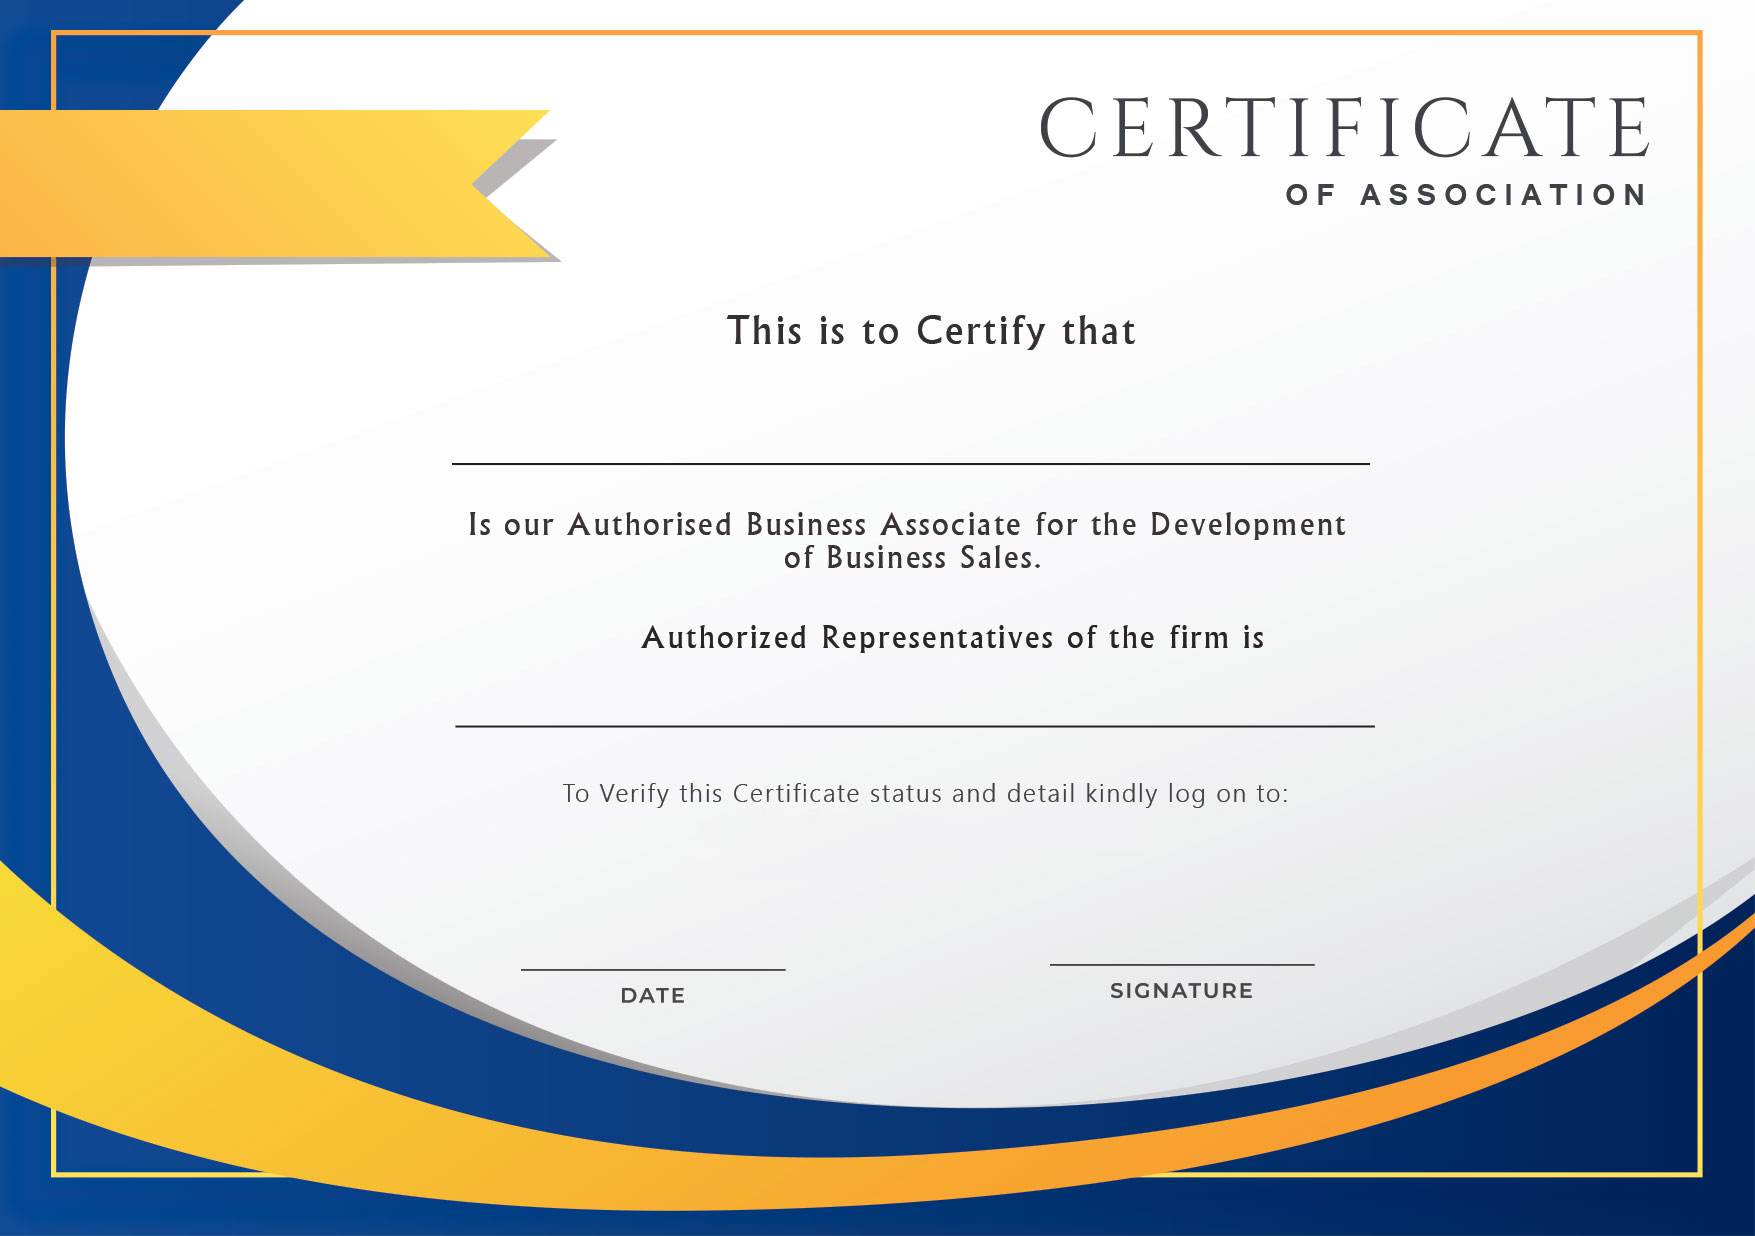 CERTIFICATE
OF ASSOCIATION
This is to Certify that
Is our Authorised Business Associate for the Development
of Business Sales.
Authorized Representatives of the firm is
To Verify this Certificate status and detail kindly log on to:
DATE
SIGNATURE